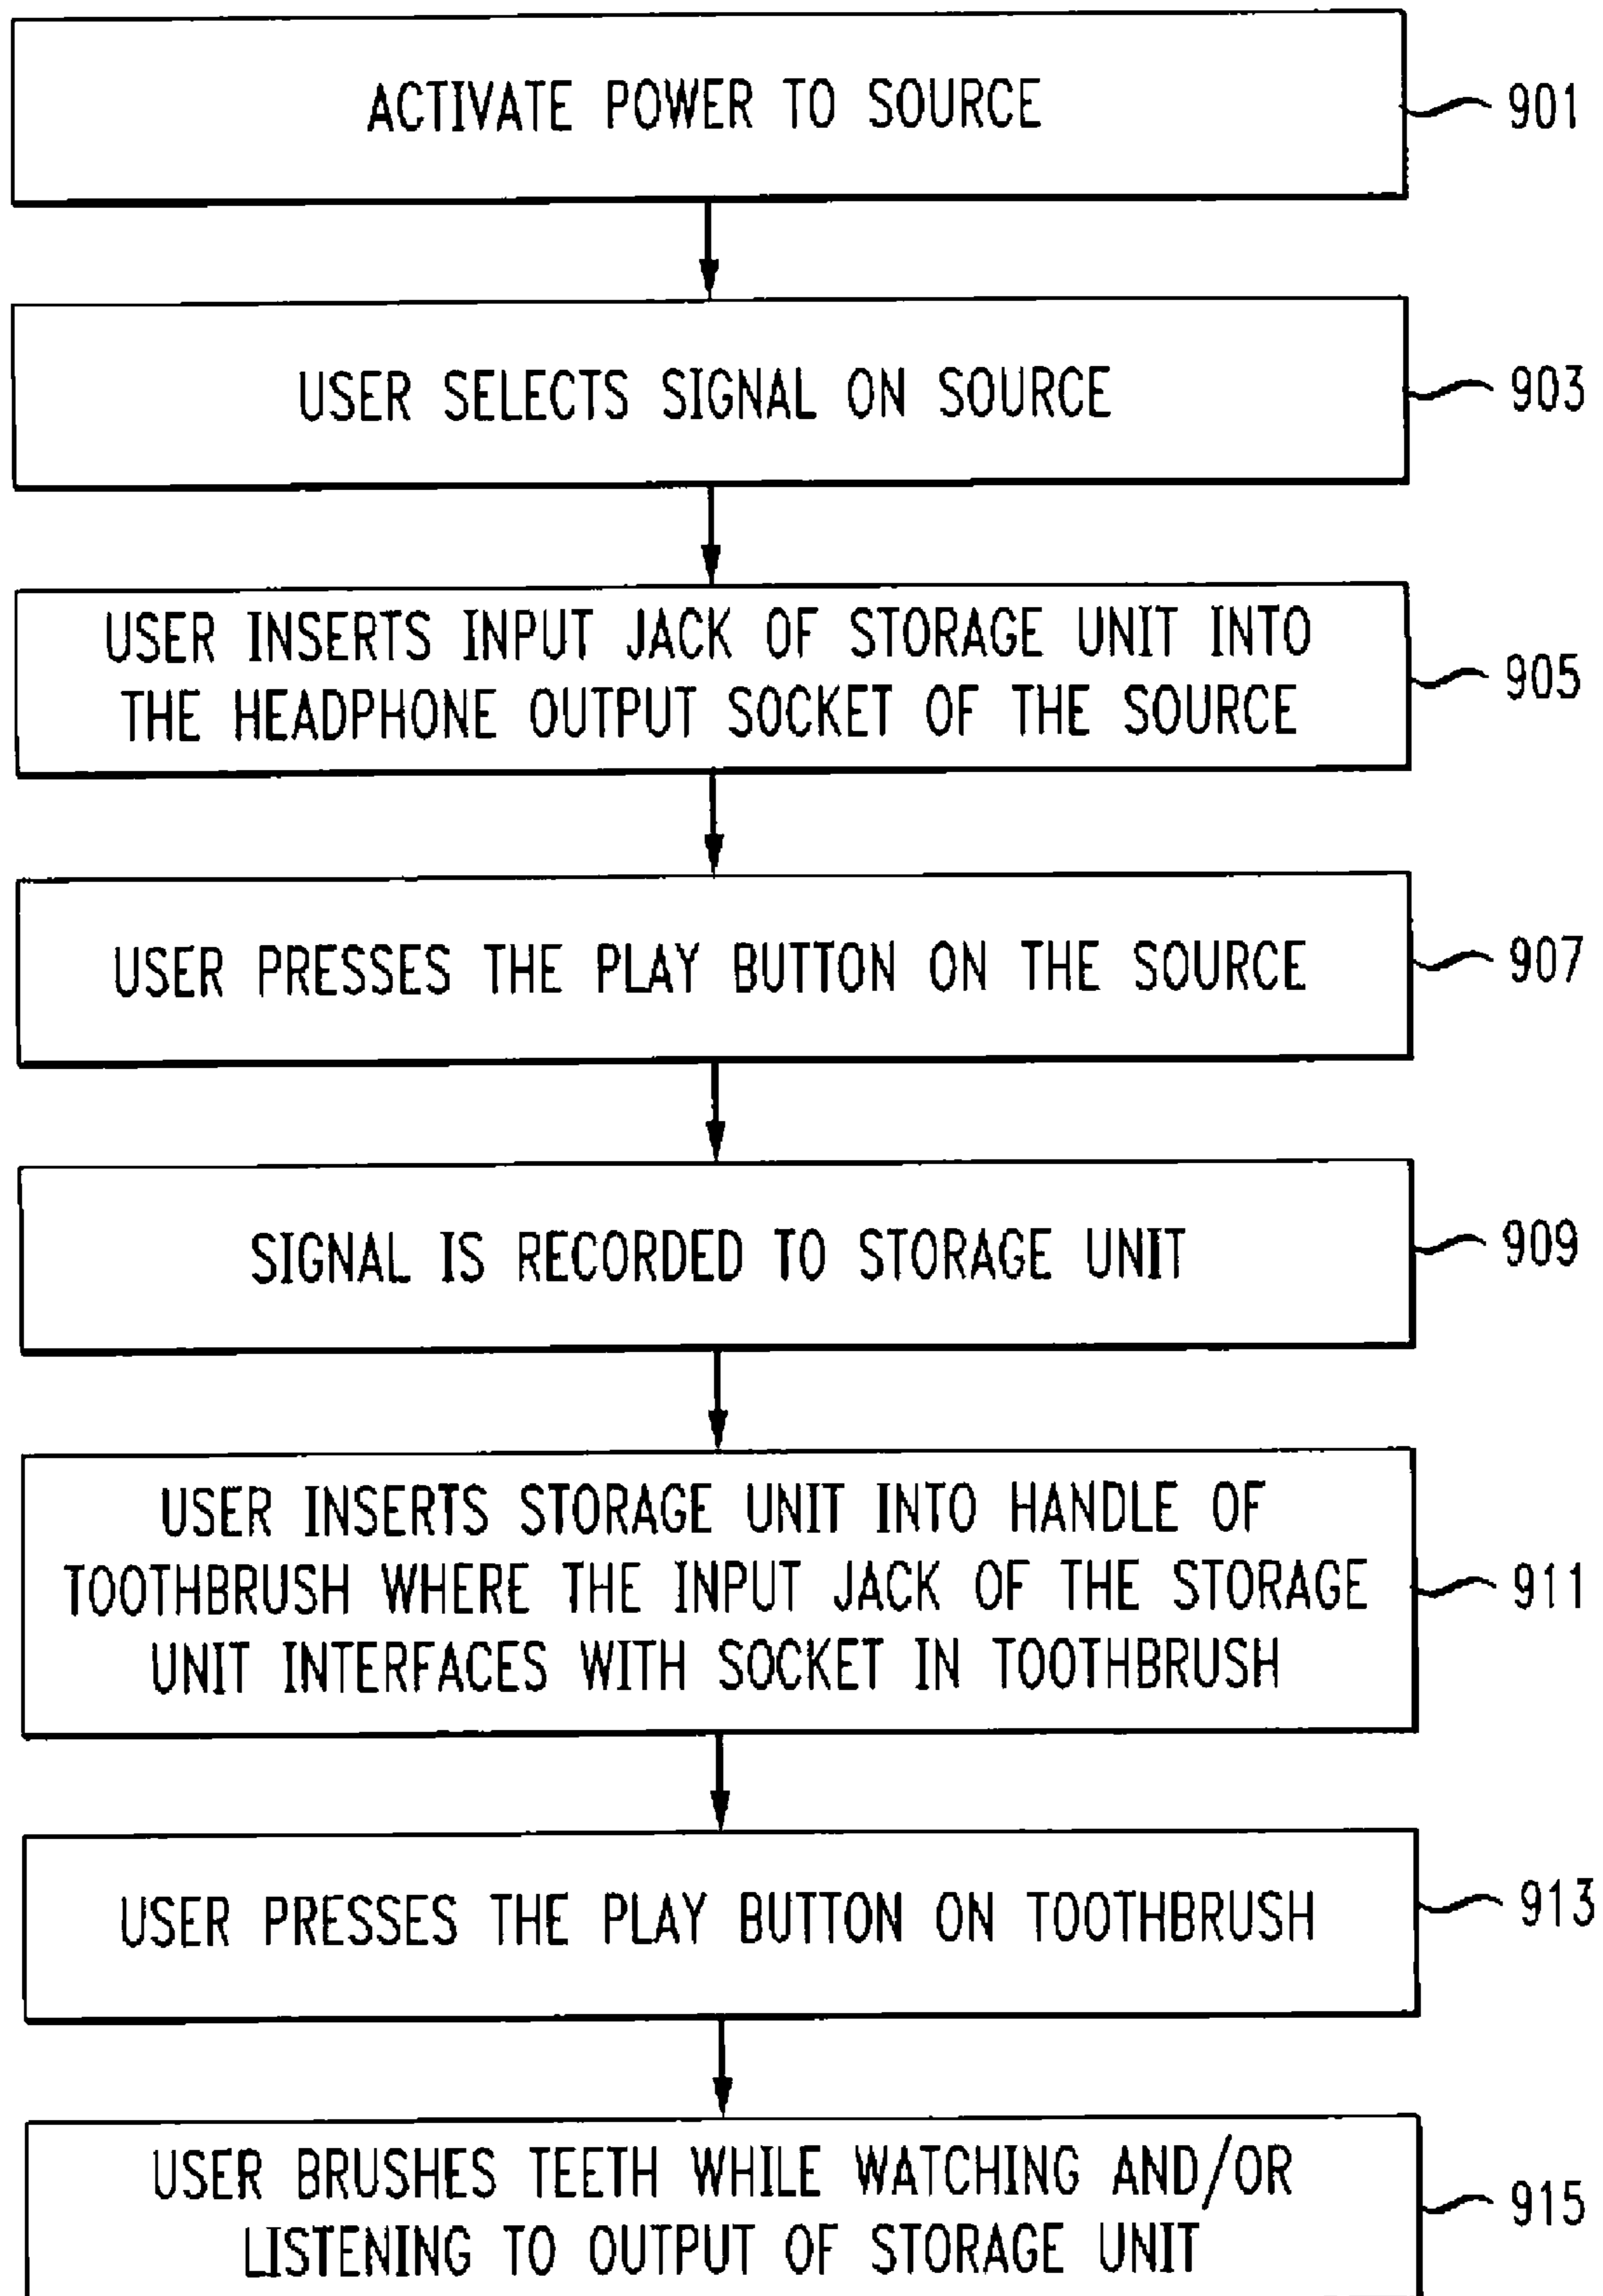 ACTIVATE POWER TO SOURCE
901
USER SELECTS SIGNAL ON SOURCE
903
USER INSERTS INPUT JACK OF STORAGE UNIT INTO
THE HEADPHONE OUTPUT SOCKET OF THE SOURCE
905
USER PRESSES THE PLAY BUTTON ON THE SOURCE
907
SIGNAL IS RECORDED TO STORAGE UNIT
909
USER INSERTS STORAGE UNIT INTO HANDLE OF
TOOTHBRUSH WHERE THE INPUT JACK OF THE STORAGE
UNIT INTERFACES WITH SOCKET IN TOOTHBRUSH
911
USER PRESSES THE PLAY BUTTON ON TOOTHBRUSH
913
USER BRUSHES TEETH WHILE WATCHING AND/OR
LISTENING TO OUTPUT OF STORAGE UNIT
915